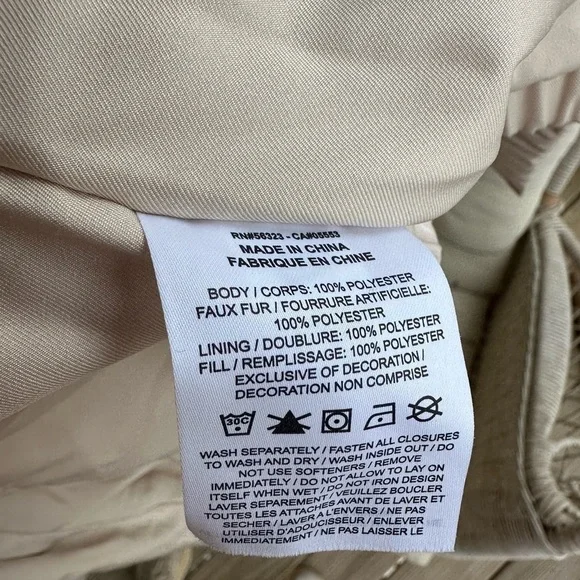 RN#56323 - CA#05553
MADE IN CHINA
FABRIQUE EN CHINE
BODY / CORPS: 100% POLYESTER
FAUX FUR / FOURRURE ARTIFICIELLE:
100% POLYESTER
LINING / DOUBLURE: 100% POLYESTER
FILL / REMPLISSAGE: 100% POLYESTER
EXCLUSIVE OF DECORATION /
DECORATION NON COMPRISE
30C
WASH SEPARATELY / FASTEN ALL CLOSURES
TO WASH AND DRY / WASH INSIDE OUT / DO
NOT USE SOFTENERS / REMOVE
IMMEDIATELY / DO NOT ALLOW TO LAY ON
ITSELF WHEN WET / DO NOT IRON DESIGN
LAVER SEPAREMENT / VEUILLEZ BOUCLER
TOUTES LES ATTACHES AVANT DE LAVER ET
SECHER / LAVER A L'ENVERS / NE PAS
UTILISER D'ADOUCISSEUR / ENLEVER
IMMEDIATEMENT / NE PAS LAISSER LE